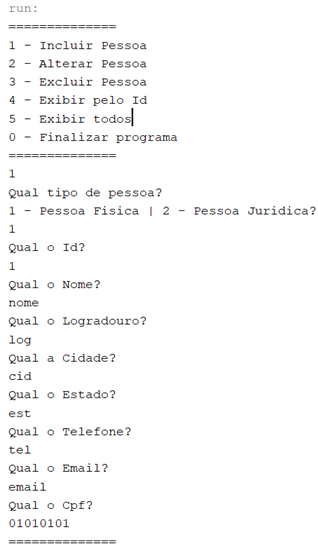 run:
==============
1 - Incluir Pessoa
2 - Alterar Pessoa
3 - Excluir Pessoa
4 - Exibir pelo Id
5 - Exibir todos
0 - Finalizar programa
==============
1
Qual tipo de pessoa?
1 - Pessoa Fisica | 2 - Pessoa Juridica?
1
Qual o Id?
1
Qual o Nome?
nome
Qual o Logradouro?
log
Qual a Cidade?
cid
Qual o Estado?
est
Qual o Telefone?
tel
Qual o Email?
email
Qual o Cpf?
01010101
==============